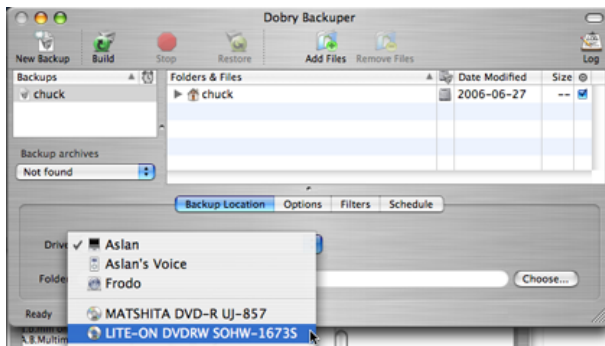 Dobry Backuper
New Backup Build Stop Restore Add Files Remove Files Log
Backups Folders & Files Date Modified Size
chuck chuck 2006-06-27 --
Backup archives
Not found
Backup Location Options Filters Schedule
Drive Aslan
Aslan's Voice
Folder Frodo Choose...
MATSHITA DVD-R UJ-857
Ready LITE-ON DVDRW SOHW-1673S